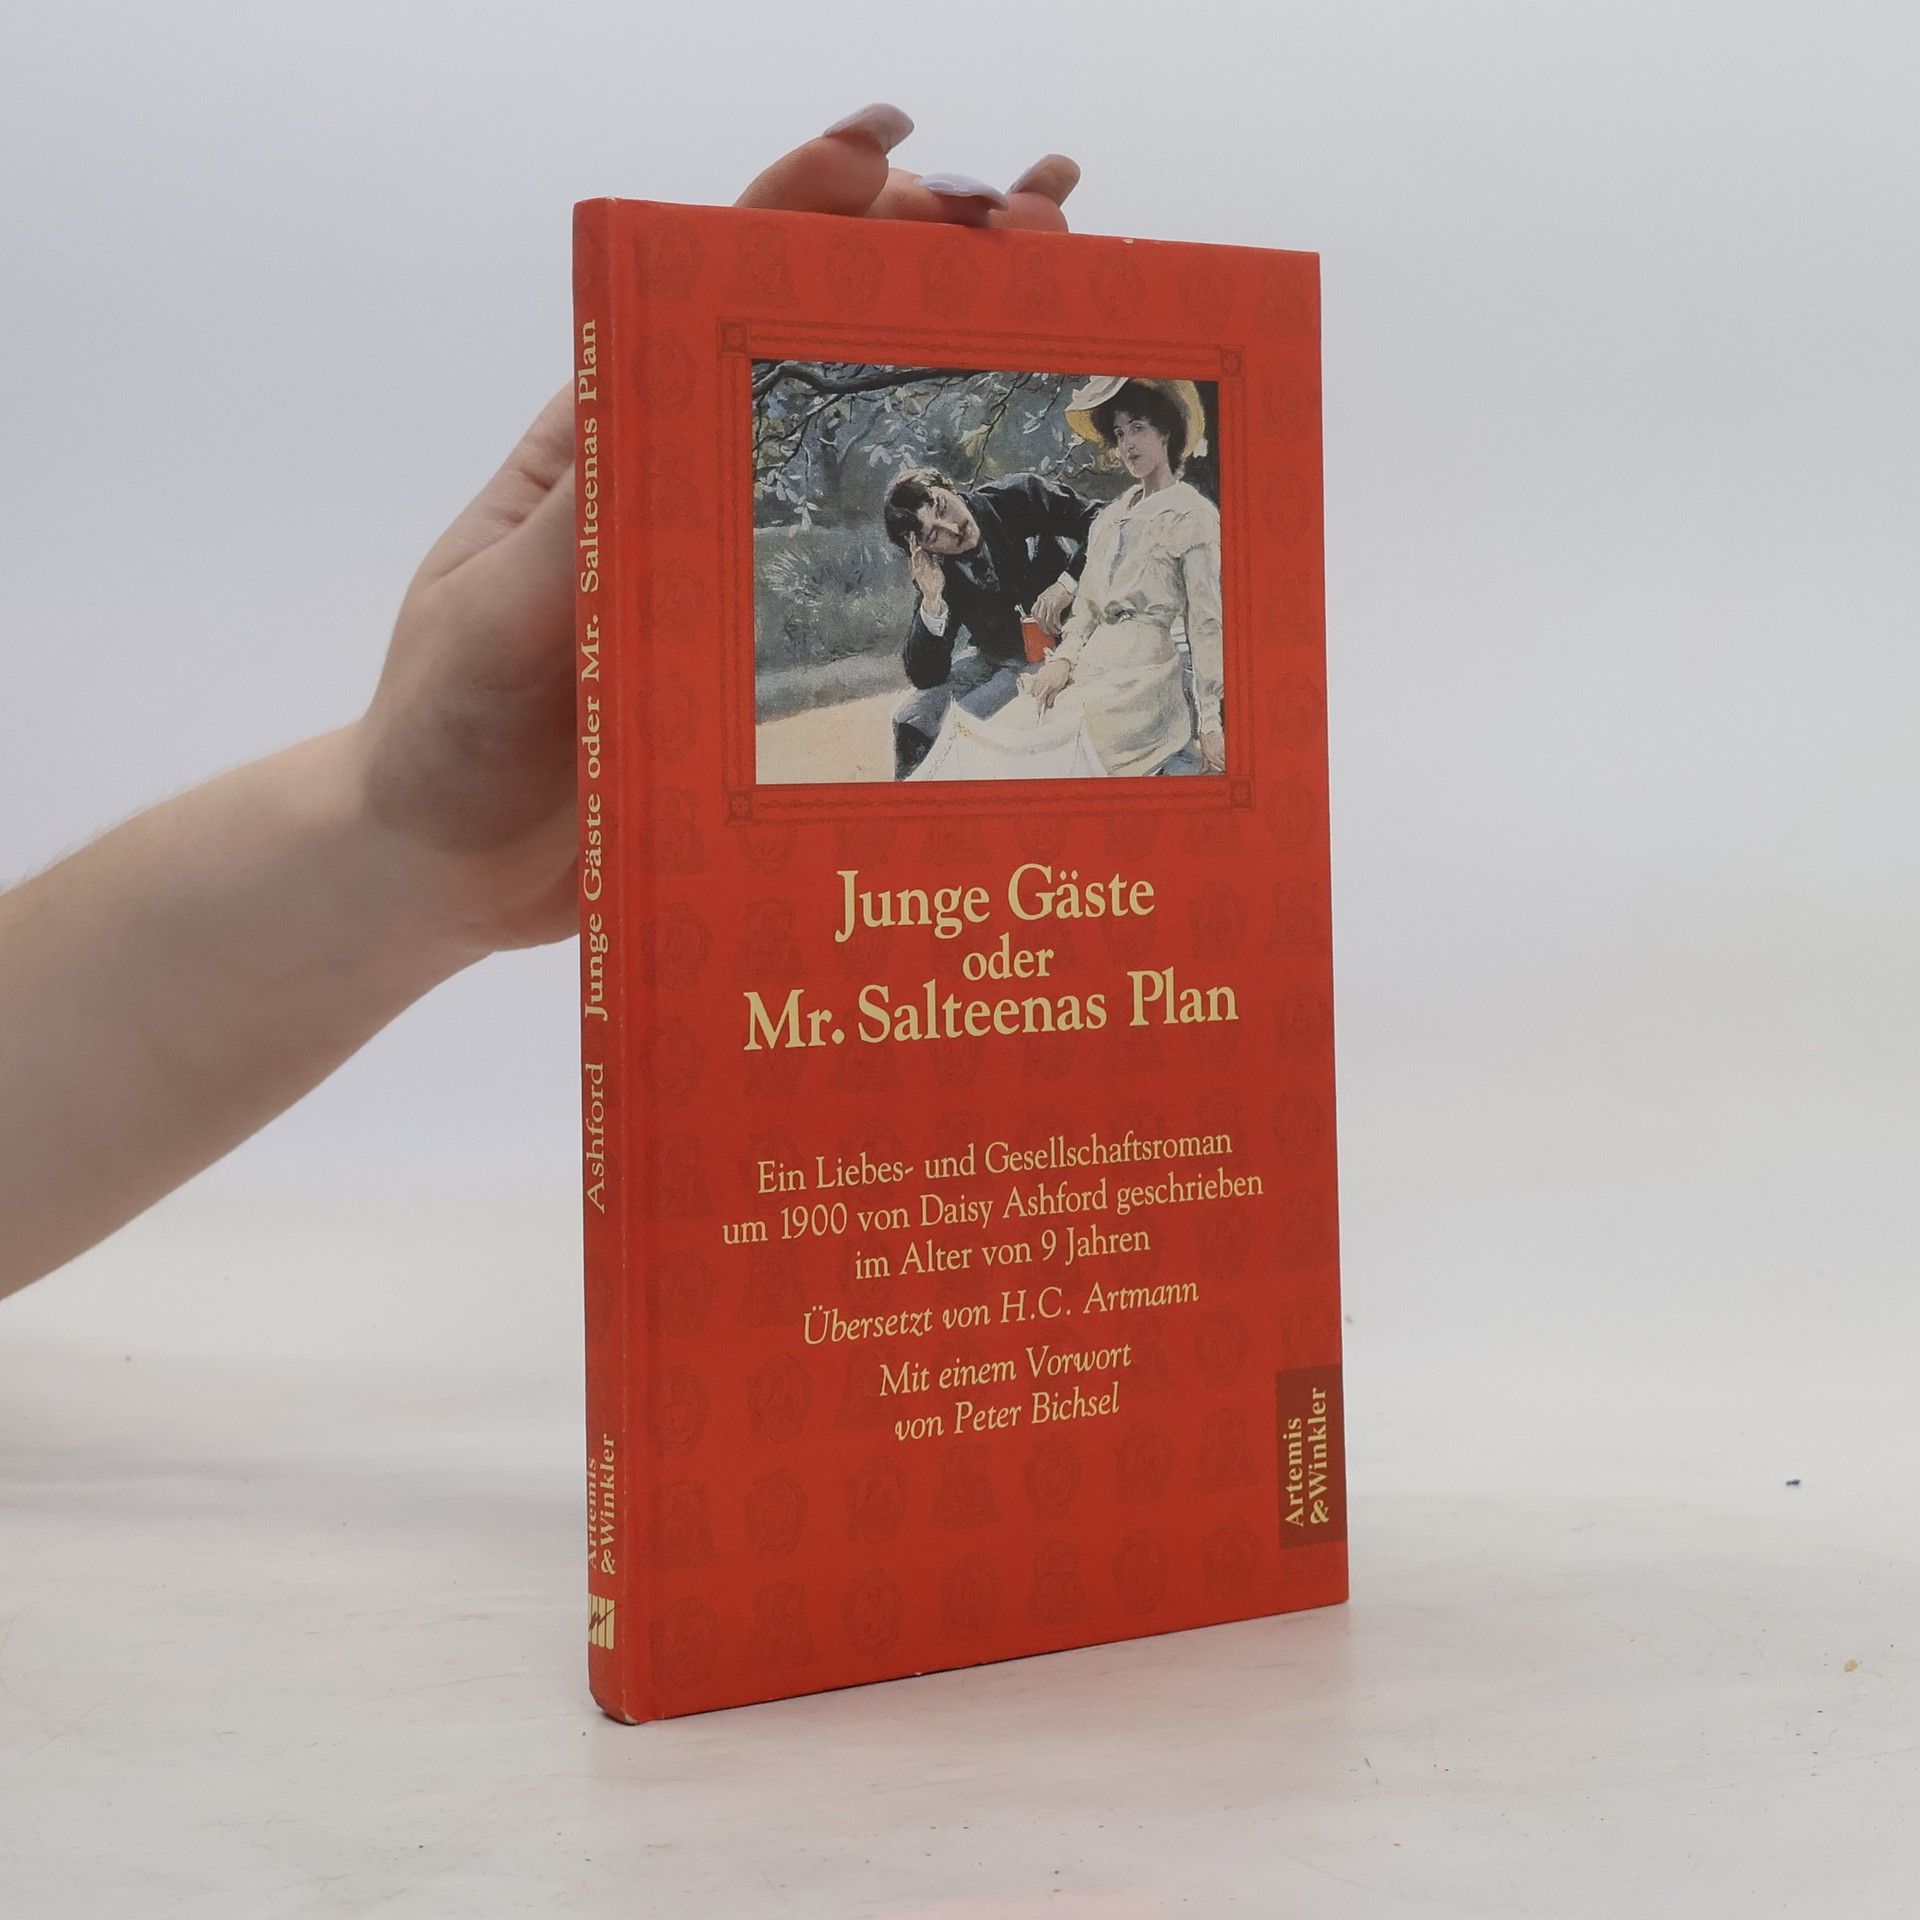 Ashford Junge Gäste oder Mr. Salteenas Plan
Artemis
&Winkler
Junge Gäste
oder
Mr. Salteenas Plan
Ein Liebes- und Gesellschaftsroman
um 1900 von Daisy Ashford geschrieben
im Alter von 9 Jahren
Übersetzt von H.C. Artmann
Mit einem Vorwort
von Peter Bichsel
Artemis
&Winkler